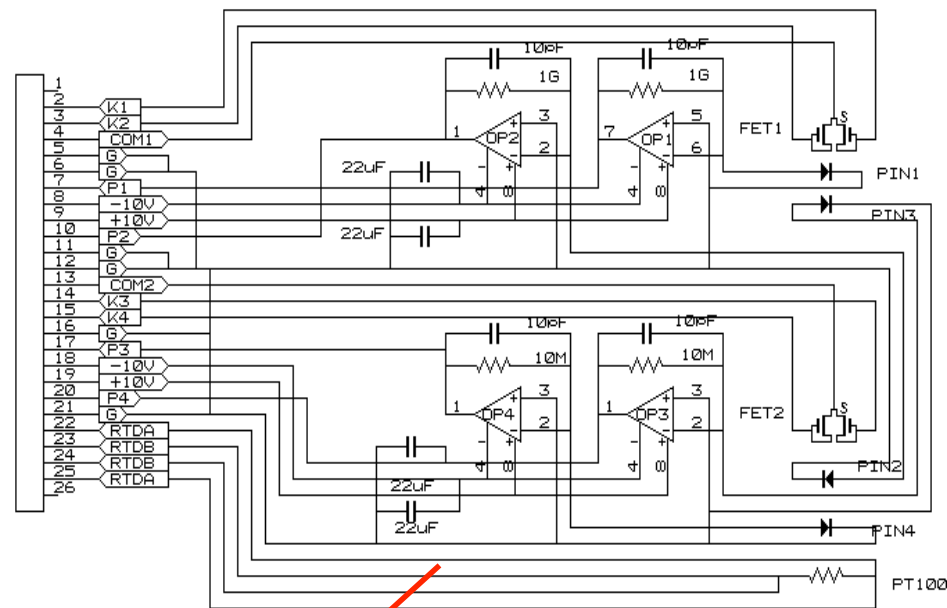 1
2 K1
3 K2
4 COM1
5 G
6 G
7 P1
8 -10V
9 +10V
10 P2
11 G
12 G
13 COM2
14 K3
15 K4
16 G
17 P3
18 -10V
19 +10V
20 P4
21 G
22 RTDA
23 RTDB
24 RTDB
25 RTDA
26
10pF
1G
1 OP2 + 3
- 2
- +
4 8
10pF
1G
7 OP1 + 5
- 6
- +
4 8
22uF
22uF
FET1
S
PIN1
PIN3
10pF
10M
1 OP4 + 3
- 2
- +
4 8
10pF
10M
1 OP3 + 3
- 2
- +
4 8
22uF
22uF
FET2
S
PIN2
PIN4
PT100